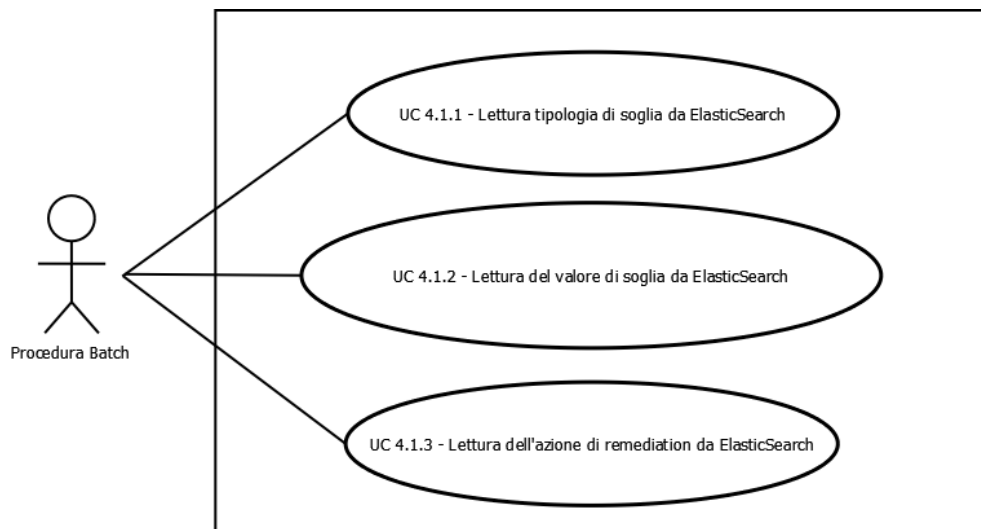 UC 4.1.1 - Lettura tipologia di soglia da ElasticSearch
UC 4.1.2 - Lettura del valore di soglia da ElasticSearch
Procedura Batch
UC 4.1.3 - Lettura dell'azione di remediation da ElasticSearch